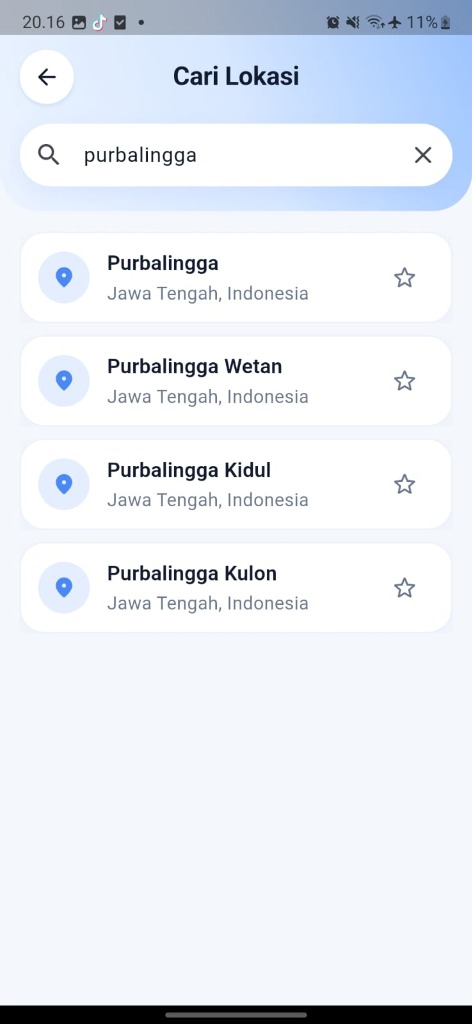 20.16
11%
Cari Lokasi
purbalingga
Purbalingga
Jawa Tengah, Indonesia
Purbalingga Wetan
Jawa Tengah, Indonesia
Purbalingga Kidul
Jawa Tengah, Indonesia
Purbalingga Kulon
Jawa Tengah, Indonesia